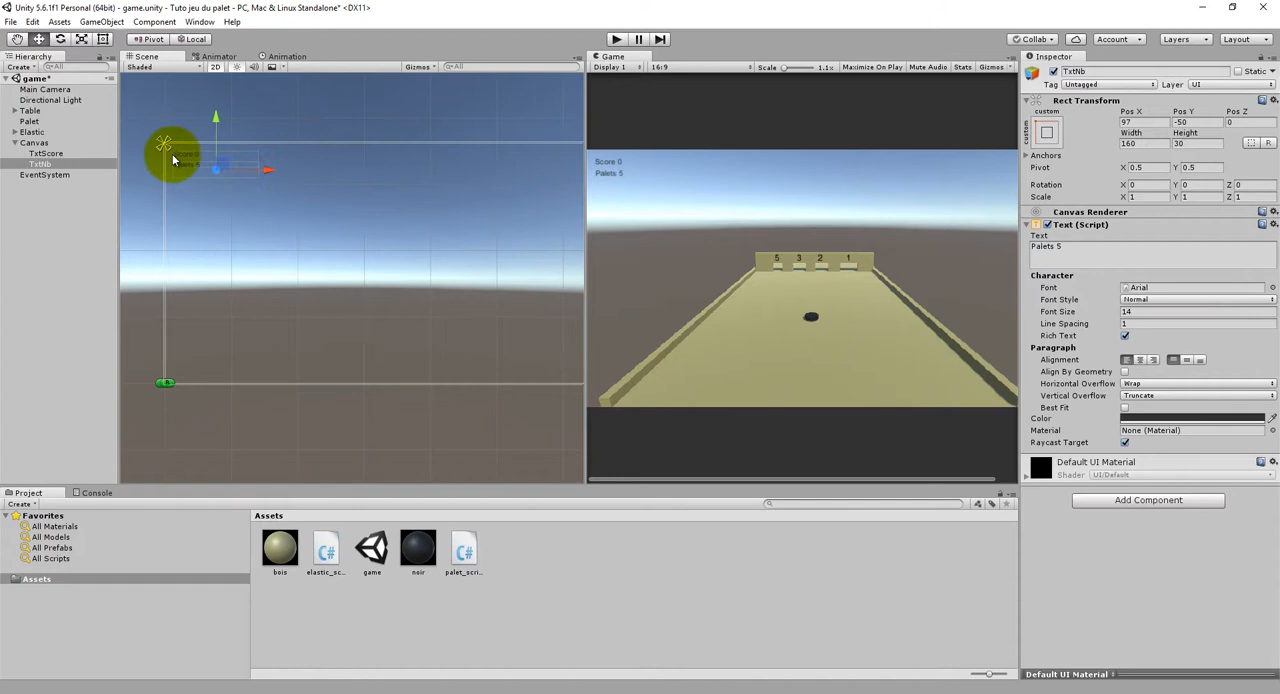 Unity 5.6.1f1 Personal (64bit) - game.unity - Tuto jeu du palet - PC, Mac & Linux Standalone* <DX11>
File Edit Assets GameObject Component Window Help
Pivot Local Collab Account Layers Layout
Hierarchy Scene Animator Animation Game Inspector
Create All Shaded 2D Gizmos All Display 1 16:9 Scale 1.1x Maximize On Play Mute Audio Stats Gizmos TxtNb Static
game*
Main Camera
Directional Light
Table
Palet
Elastic
Canvas
TxtScore
TxtNb
EventSystem
Score 0
Palets 5
Score 0
Palets 5
5 3 2 1
Tag Untagged Layer UI
Rect Transform
custom Pos X Pos Y Pos Z
custom 97 -50 0
Width Height
160 30
R
Anchors
Pivot X 0.5 Y 0.5
Rotation X 0 Y 0 Z 0
Scale X 1 Y 1 Z 1
Canvas Renderer
Text (Script)
Text
Palets 5
Character
Font Arial
Font Style Normal
Font Size 14
Line Spacing 1
Rich Text
Paragraph
Alignment
Align By Geometry
Horizontal Overflow Wrap
Vertical Overflow Truncate
Best Fit
Color
Material None (Material)
Raycast Target
Default UI Material
Shader UI/Default
Add Component
Default UI Material
Project Console
Create
Favorites
All Materials
All Models
All Prefabs
All Scripts
Assets
Assets
C# C# 
bois elastic_sc... game noir palet_scri...